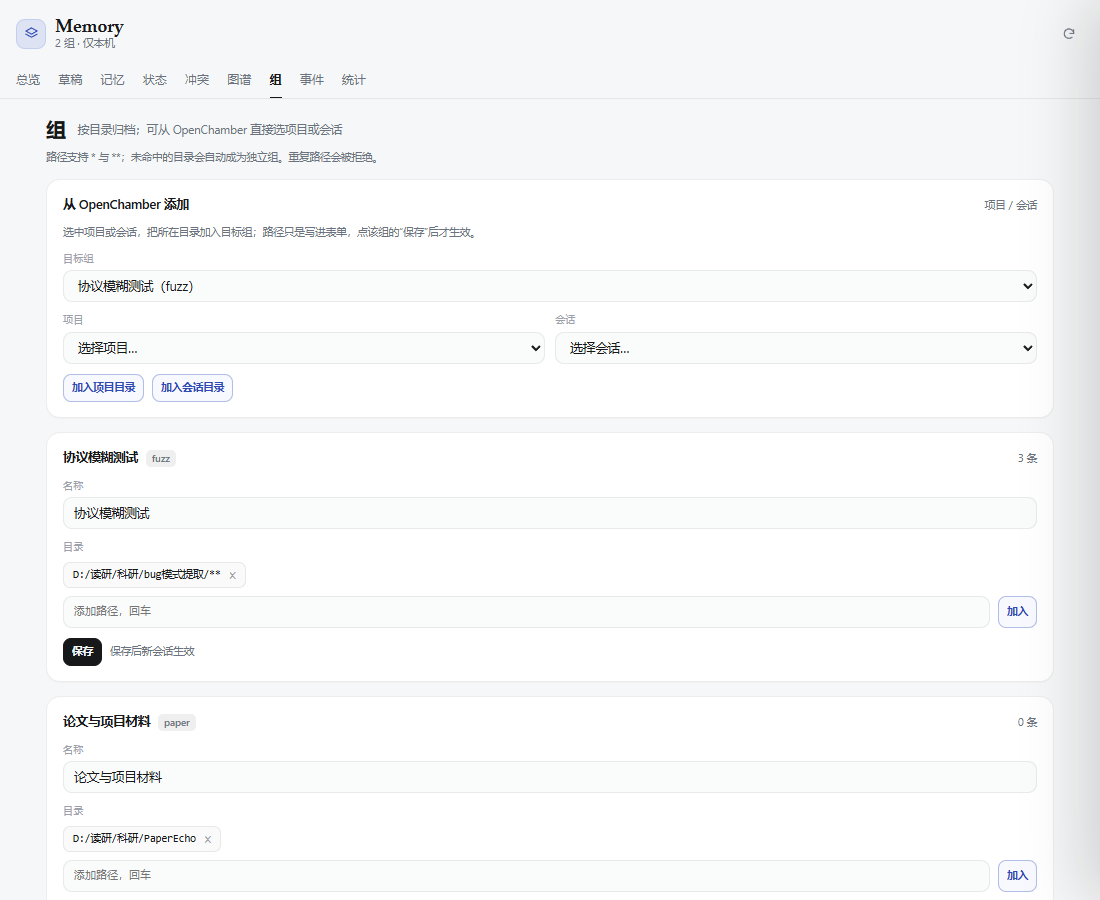 Memory
2 组 · 仅本机
总览 草稿 记忆 状态 冲突 图谱 组 事件 统计
组 按目录归档；可从 OpenChamber 直接选项目或会话
路径支持 * 与 **；未命中的目录会自动成为独立组。重复路径会被拒绝。
从 OpenChamber 添加 项目 / 会话
选中项目或会话，把所在目录加入目标组；路径只是写进表单，点该组的"保存"后才生效。
目标组
协议模糊测试（fuzz）
项目 会话
选择项目... 选择会话...
加入项目目录 加入会话目录
协议模糊测试 fuzz 3 条
名称
协议模糊测试
目录
D:/读研/科研/bug模式提取/** x
添加路径，回车 加入
保存 保存后新会话生效
论文与项目材料 paper 0 条
名称
论文与项目材料
目录
D:/读研/科研/PaperEcho x
添加路径，回车 加入